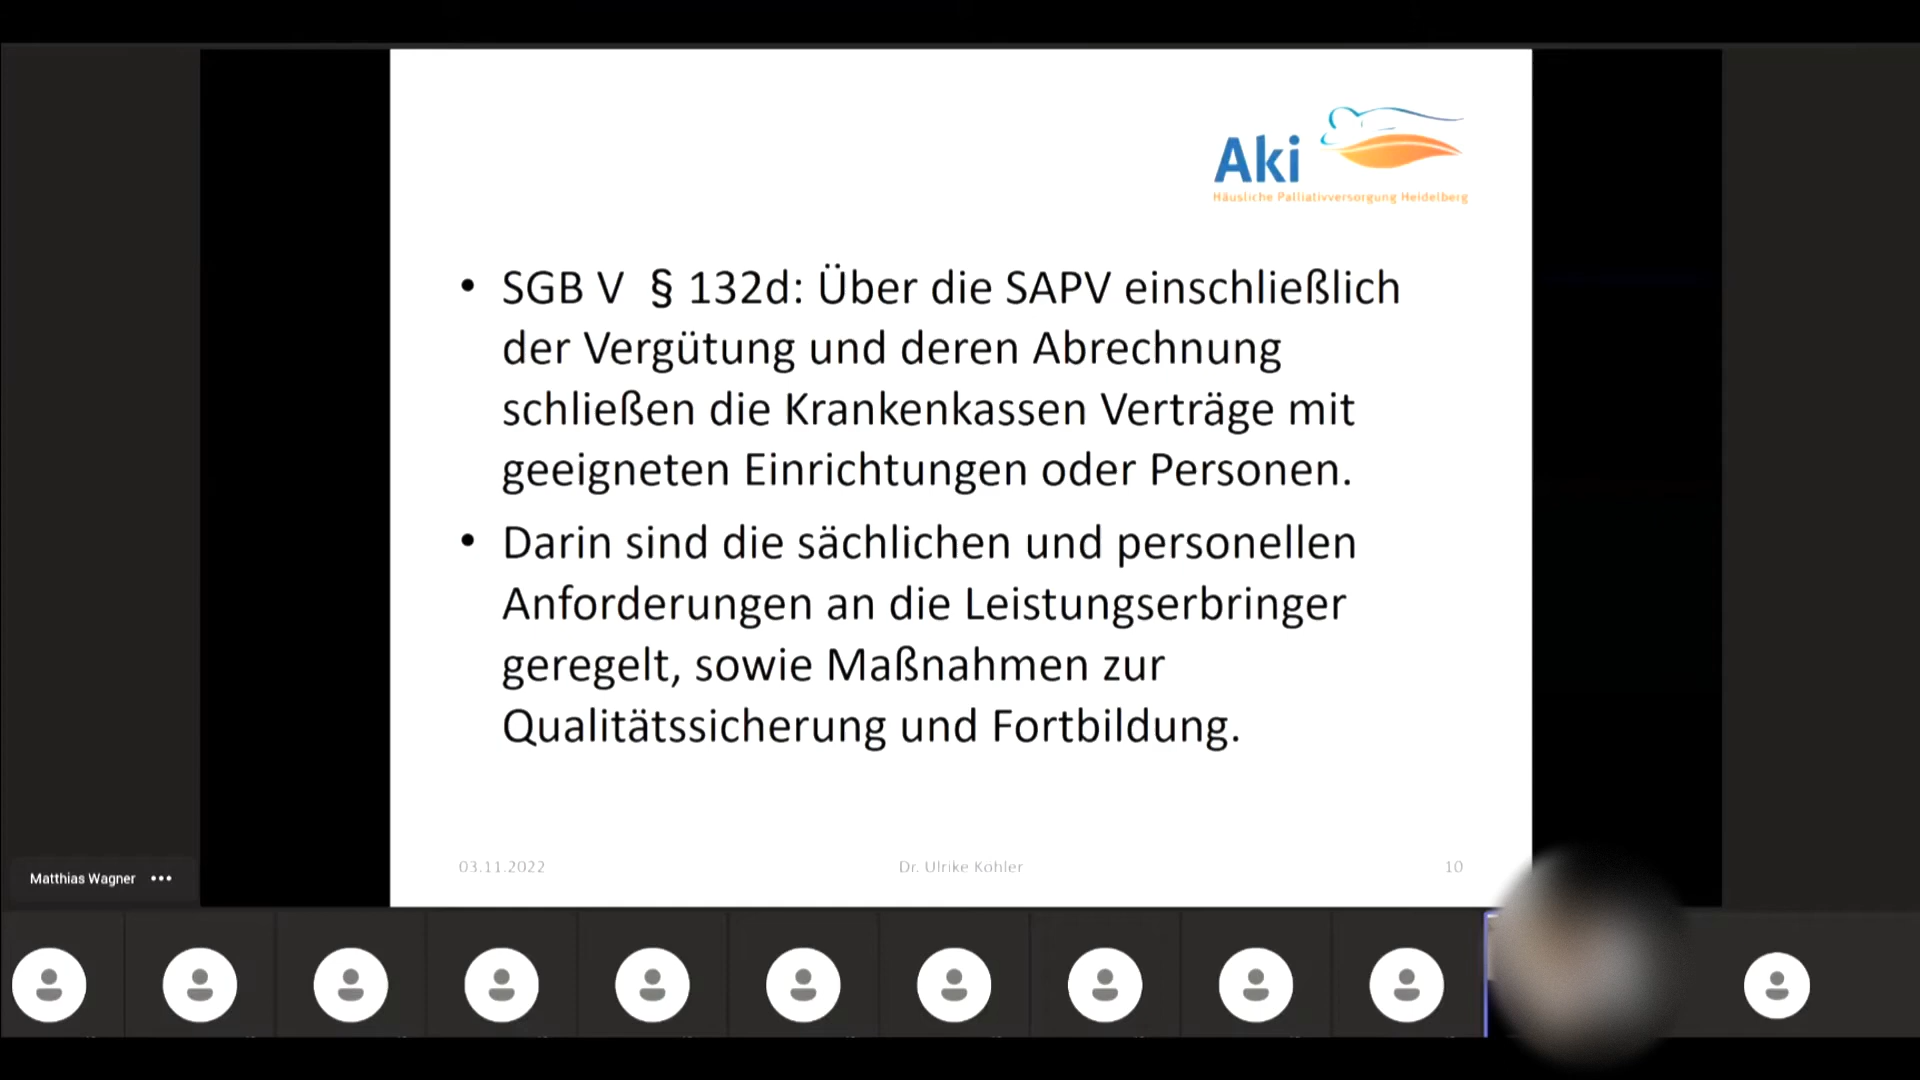 Aki
Häusliche Palliativversorgung Heidelberg
• SGB V § 132d: Über die SAPV einschließlich
der Vergütung und deren Abrechnung
schließen die Krankenkassen Verträge mit
geeigneten Einrichtungen oder Personen.
• Darin sind die sächlichen und personellen
Anforderungen an die Leistungserbringer
geregelt, sowie Maßnahmen zur
Qualitätssicherung und Fortbildung.
03.11.2022
Dr. Ulrike Kohler
10
Matthias Wagner •••